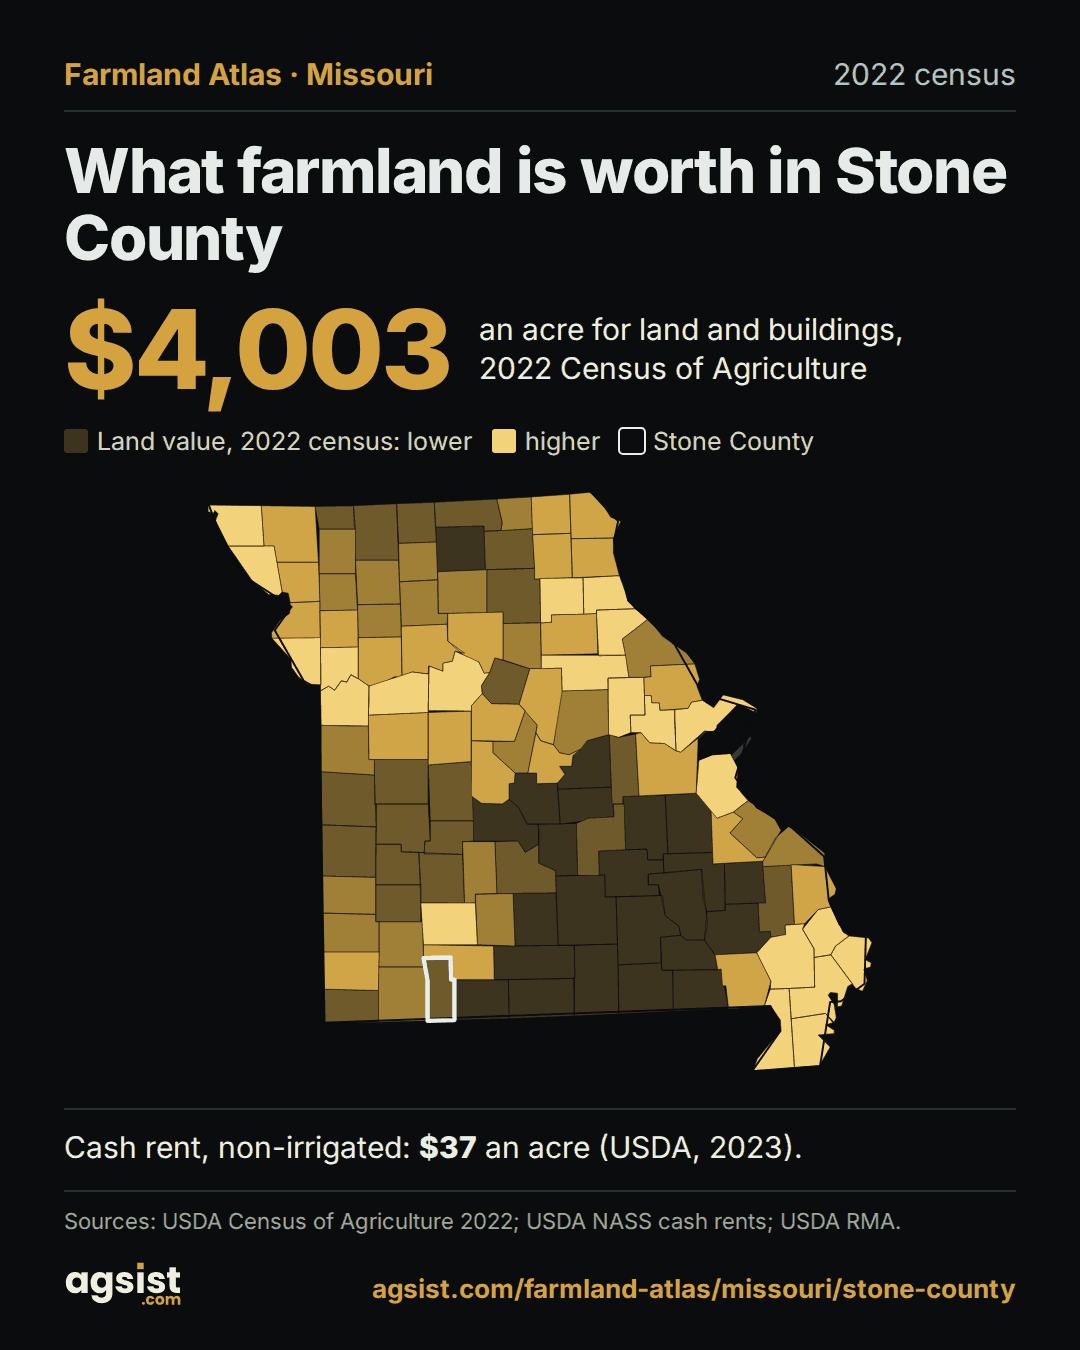 Farmland Atlas · Missouri
2022 census
What farmland is worth in Stone
County
$4,003
an acre for land and buildings,
2022 Census of Agriculture
Land value, 2022 census: lower
higher
Stone County
Cash rent, non-irrigated: $37 an acre (USDA, 2023).
Sources: USDA Census of Agriculture 2022; USDA NASS cash rents; USDA RMA.
agsist
.com
agsist.com/farmland-atlas/missouri/stone-county